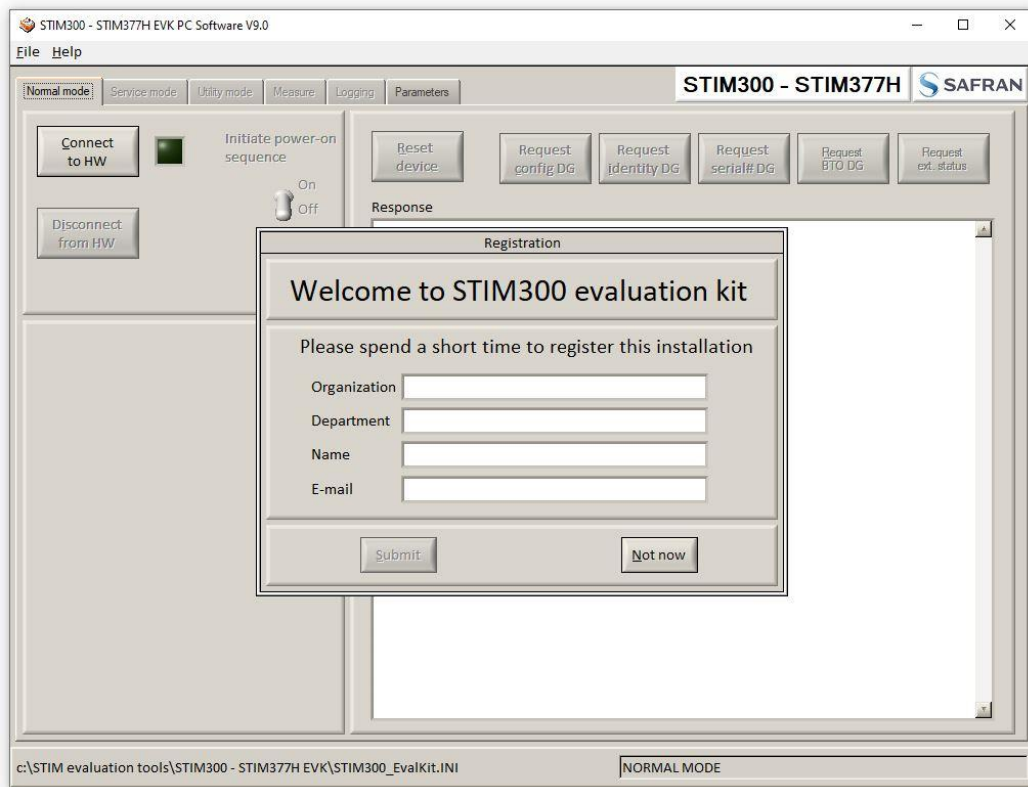 STIM300 - STIM377H EVK PC Software V9.0
File Help
Normal mode Service mode Utility mode Measure Logging Parameters
STIM300 - STIM377H SAFRAN
Connect
to HW
Initiate power-on
sequence
On
Off
Disconnect
from HW
Reset
device
Request
config DG
Request
identity DG
Request
serial# DG
Request
BTO DG
Request
ext. status
Response
Registration
Welcome to STIM300 evaluation kit
Please spend a short time to register this installation
Organization
Department
Name
E-mail
Submit Not now
c:\STIM evaluation tools\STIM300 - STIM377H EVK\STIM300_EvalKit.INI NORMAL MODE